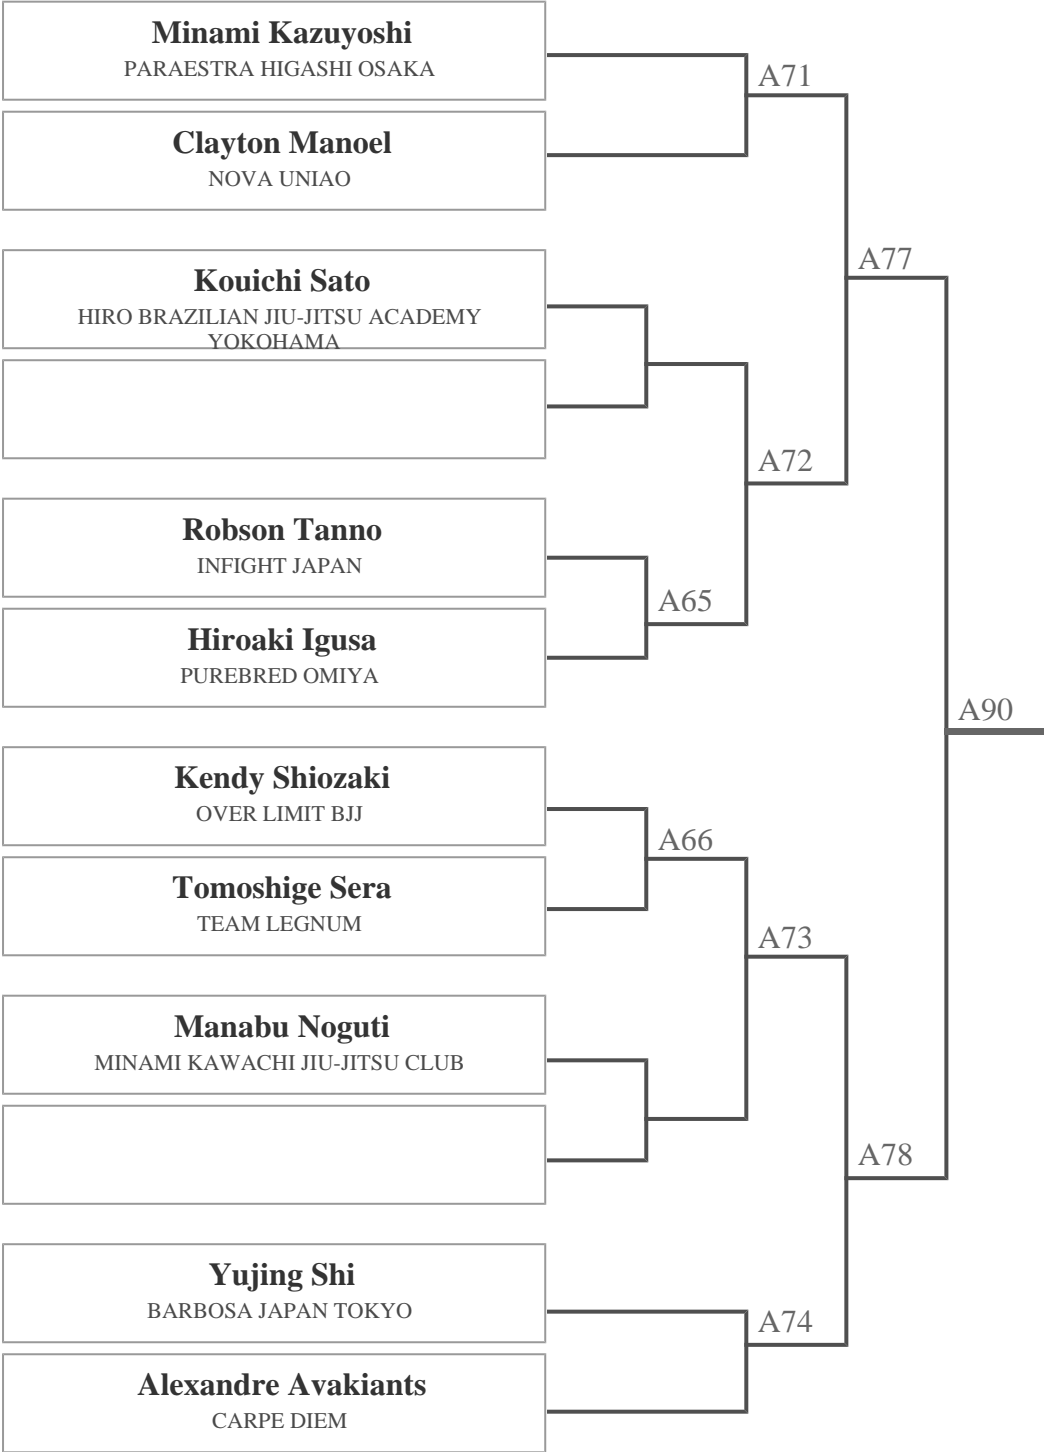 Minami Kazuyoshi
PARAESTRA HIGASHI OSAKA
A71
Clayton Manoel
NOVA UNIAO
A77
Kouichi Sato
HIRO BRAZILIAN JIU-JITSU ACADEMY
YOKOHAMA
A72
Robson Tanno
INFIGHT JAPAN
A65
Hiroaki Igusa
PUREBRED OMIYA
A90
Kendy Shiozaki
OVER LIMIT BJJ
A66
Tomoshige Sera
TEAM LEGNUM
A73
Manabu Noguti
MINAMI KAWACHI JIU-JITSU CLUB
A78
Yujing Shi
BARBOSA JAPAN TOKYO
A74
Alexandre Avakiants
CARPE DIEM